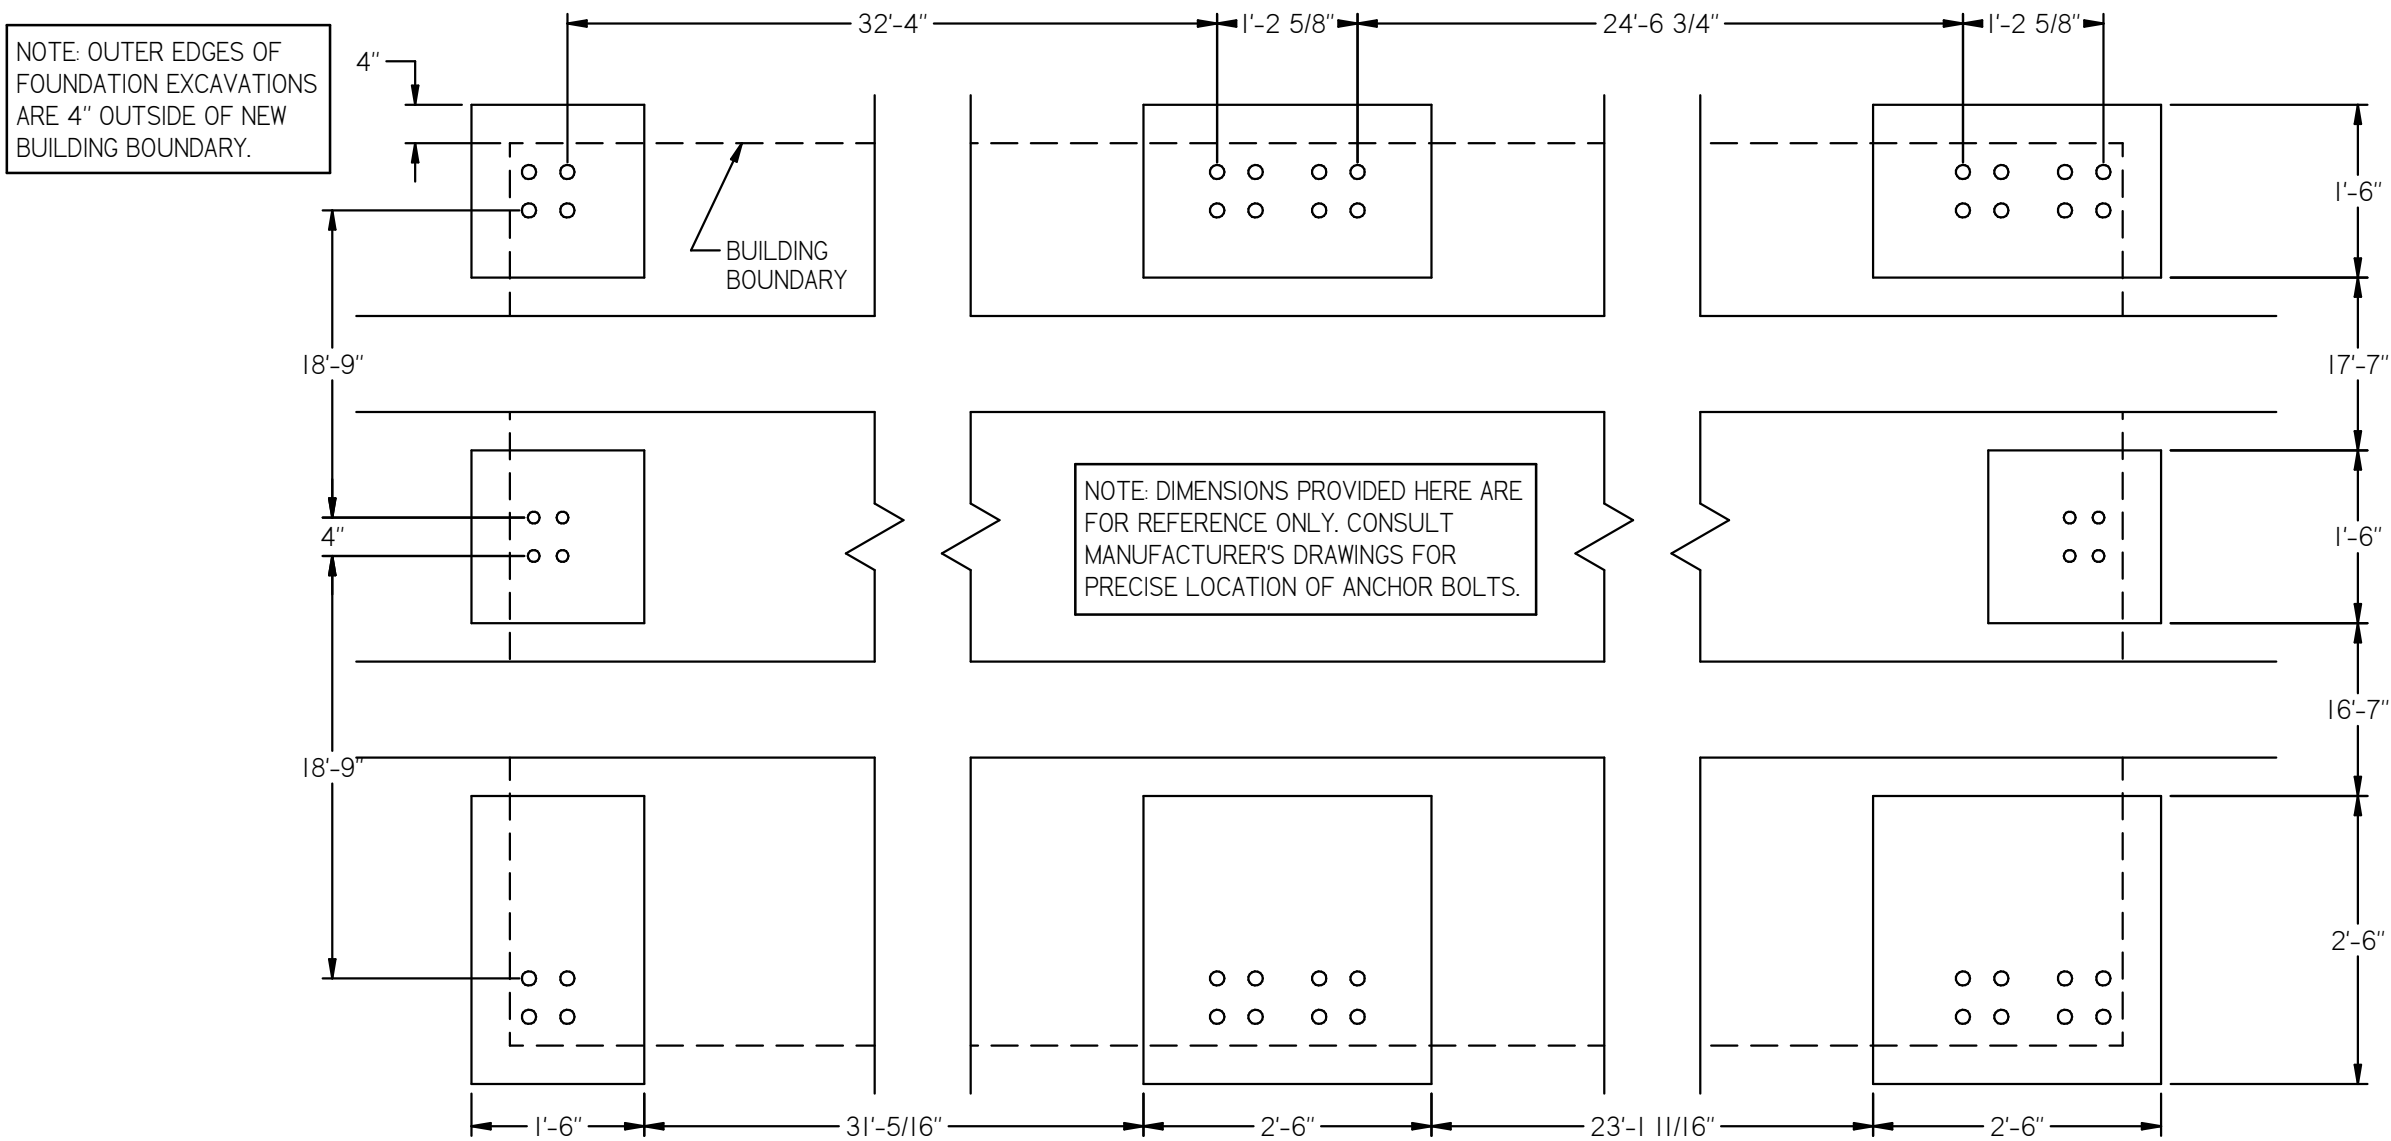 32'-4"
1'-2 5/8"
24'-6 3/4"
1'-2 5/8"
NOTE: OUTER EDGES OF
FOUNDATION EXCAVATIONS
ARE 4" OUTSIDE OF NEW
BUILDING BOUNDARY.
4"
1'-6"
BUILDING
BOUNDARY
18'-9"
17'-7"
NOTE: DIMENSIONS PROVIDED HERE ARE
FOR REFERENCE ONLY. CONSULT
MANUFACTURER'S DRAWINGS FOR
PRECISE LOCATION OF ANCHOR BOLTS.
4"
1'-6"
16'-7"
18'-9"
2'-6"
1'-6"
31'-5/16"
2'-6"
23'-1 11/16"
2'-6"